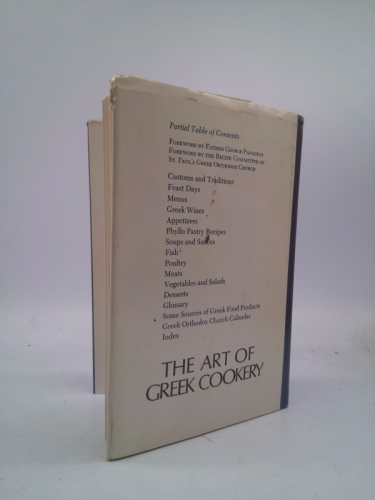 Partial Table of Contents
FOREWORD BY FATHER GEORGE PAPADEAS
FOREWORD BY THE RECIPE COMMITTEE OF
ST. PAUL'S GREEK ORTHODOX CHURCH
Customs and Traditions
Feast Days
Menus
Greek Wines
Appetizers
Phyllo Pastry Recipes
Soups and Sauces
Fish
Poultry
Meats
Vegetables and Salads
Desserts
Glossary
Some Sources of Greek Food Products
Greek Orthodox Church Calendar
Index
THE ART OF
GREEK COOKERY